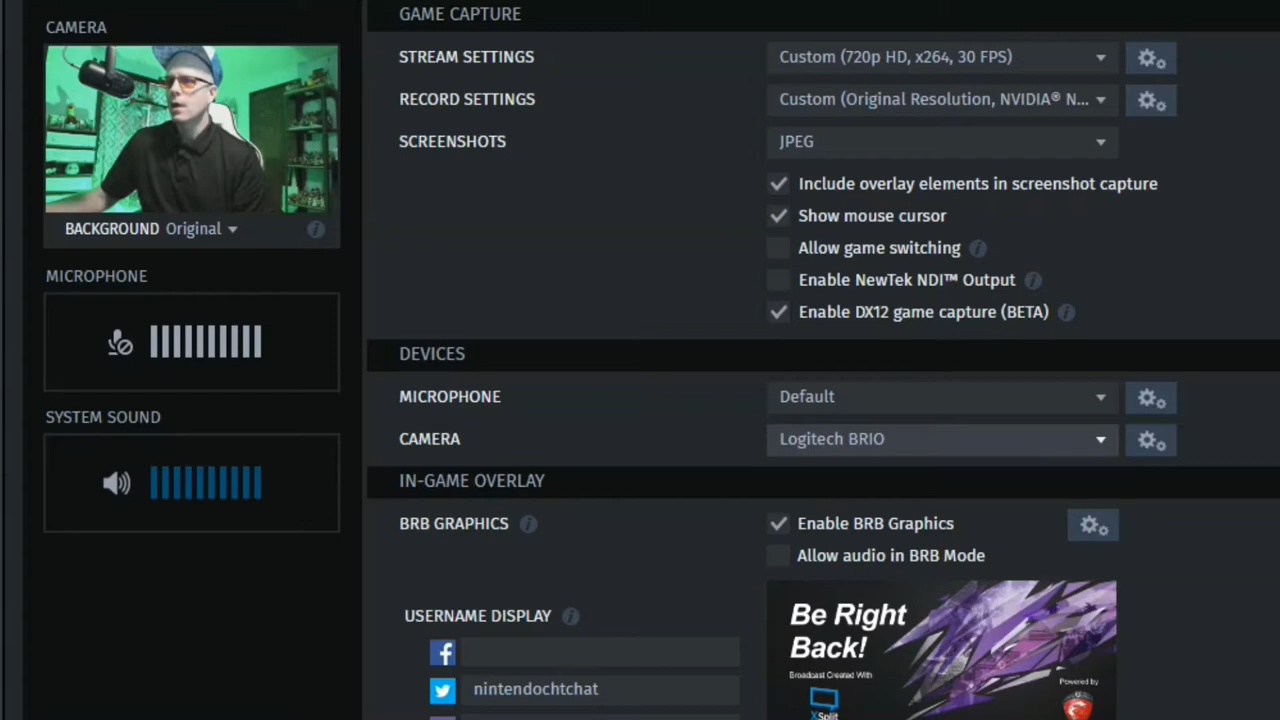 CAMERA
BACKGROUND Original
MICROPHONE
SYSTEM SOUND
GAME CAPTURE
STREAM SETTINGS
Custom (720p HD, x264, 30 FPS)
RECORD SETTINGS
Custom (Original Resolution, NVIDIA® N...
SCREENSHOTS
JPEG
Include overlay elements in screenshot capture
Show mouse cursor
Allow game switching
Enable NewTek NDI™ Output
Enable DX12 game capture (BETA)
DEVICES
MICROPHONE
Default
CAMERA
Logitech BRIO
IN-GAME OVERLAY
BRB GRAPHICS
Enable BRB Graphics
Allow audio in BRB Mode
USERNAME DISPLAY
nintendochtchat
Be Right
Back!
Broadcast Created With
XSplit
Powered by